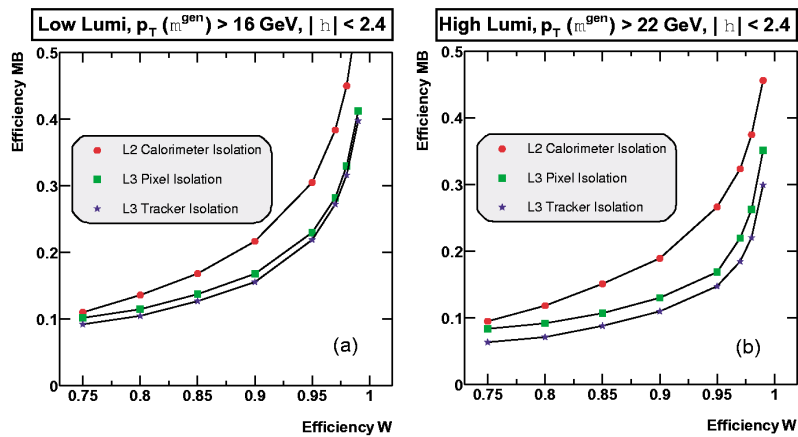 Low Lumi, pT (mgen) > 16 GeV, | h | < 2.4
Efficiency MB
0.5
0.4
0.3
0.2
0.1
0
L2 Calorimeter Isolation
L3 Pixel Isolation
L3 Tracker Isolation
(a)
0.75 0.8 0.85 0.9 0.95 1
Efficiency W
High Lumi, pT (mgen) > 22 GeV, | h | < 2.4
Efficiency MB
0.5
0.4
0.3
0.2
0.1
0
L2 Calorimeter Isolation
L3 Pixel Isolation
L3 Tracker Isolation
(b)
0.75 0.8 0.85 0.9 0.95 1
Efficiency W